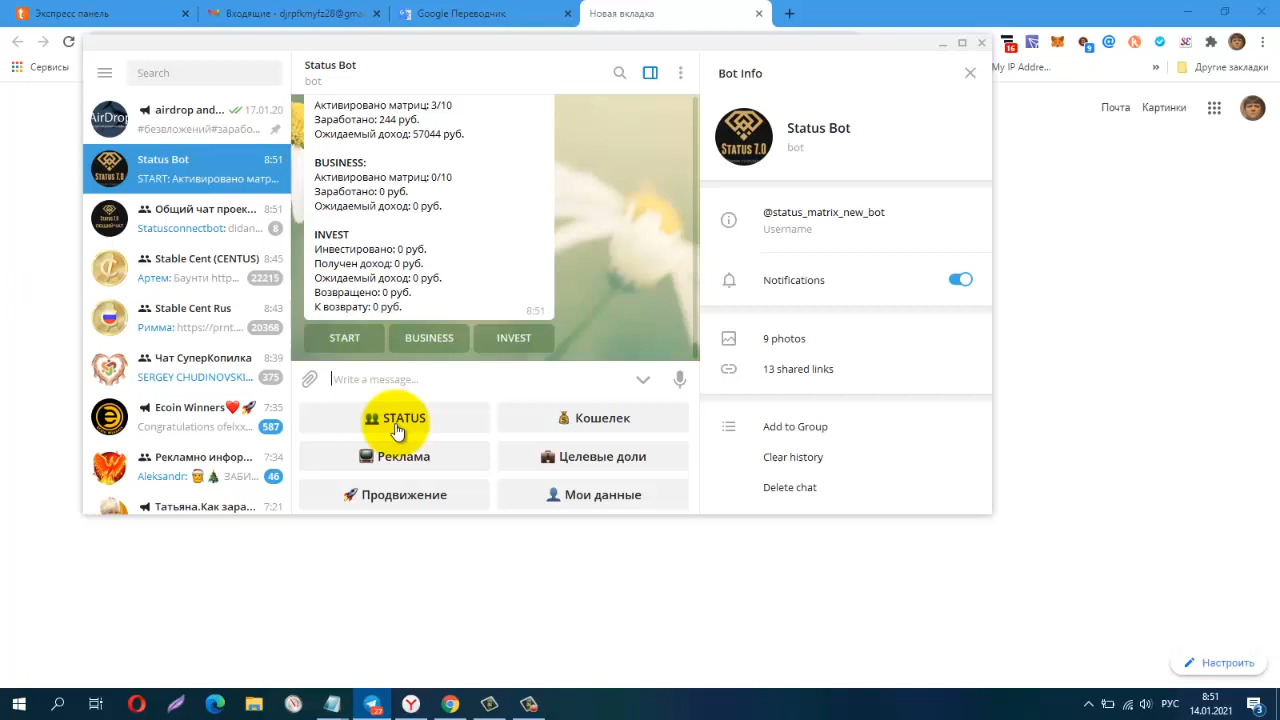 Экспресс панель
Входящие - djrpfkmyfz28@gmai
Google Переводчик
Новая вкладка
Сервисы
16
9
My IP Addre...
Другие закладки
Почта
Картинки
Search
airdrop and...
17.01.20
#безвложений#зарабо...
Status Bot
8:51
START: Активировано матр...
Общий чат проек...
8:51
Statusconnectbot: didan...
8
Stable Cent (CENTUS)
8:45
Артем: Баунти http...
22215
Stable Cent Rus
8:43
Римма: https://prnt....
20368
Чат СуперКопилка
8:39
SERGEY CHUDINOVSKI...
375
Ecoin Winners
7:35
Congratulations ofeixx...
587
Рекламно инфор...
7:34
Aleksandr: ЗАБИ...
46
Татьяна.Как зара...
7:21
Status Bot
bot
Активировано матриц: 3/10
Заработано: 244 руб.
Ожидаемый доход: 57044 руб.
BUSINESS:
Активировано матриц: 0/10
Заработано: 0 руб.
Ожидаемый доход: 0 руб.
INVEST
Инвестировано: 0 руб.
Получен доход: 0 руб.
Ожидаемый доход: 0 руб.
Возвращено: 0 руб.
К возврату: 0 руб.
8:51
START
BUSINESS
INVEST
Write a message...
STATUS
Кошелек
Реклама
Целевые доли
Продвижение
Мои данные
Bot Info
STATUS 7.0
Status Bot
bot
@status_matrix_new_bot
Username
Notifications
9 photos
13 shared links
Add to Group
Clear history
Delete chat
Настроить
РУС
8:51
14.01.2021
3